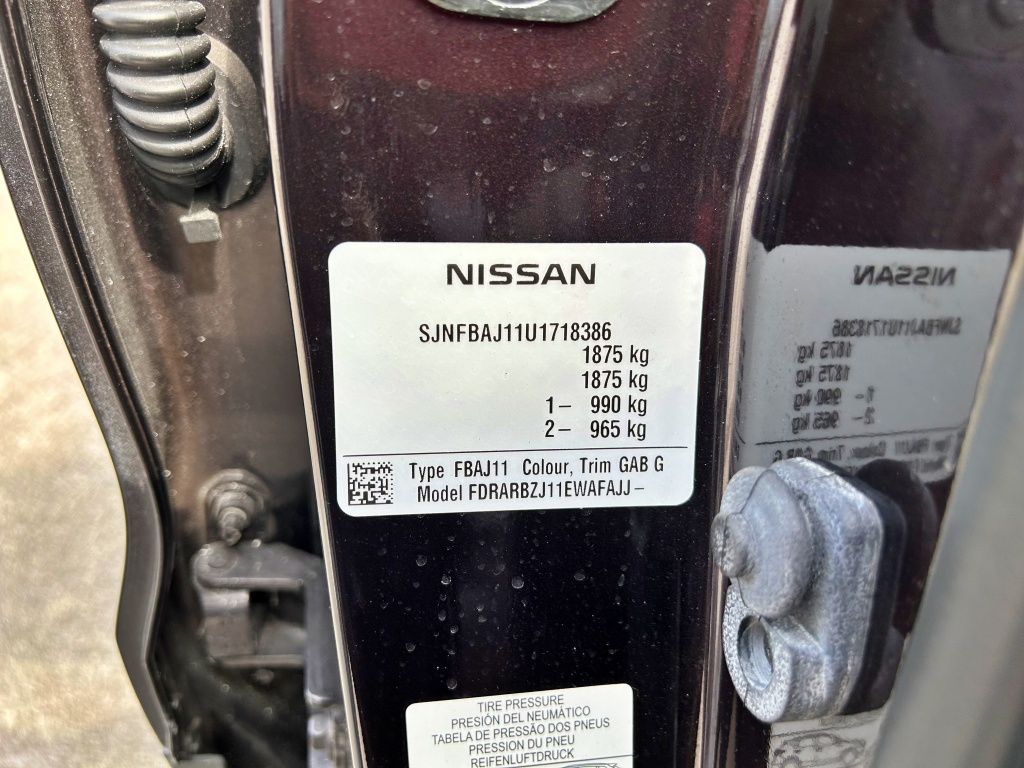 NISSAN
SJNFBAJ11U1718386
1875 kg
1875 kg
1– 990 kg
2– 965 kg
Type FBAJ11 Colour, Trim GAB G
Model FDRARBZJ11EWAFAJJ –
TIRE PRESSURE
PRESIÓN DEL NEUMÁTICO
TABELA DE PRESSÃO DOS PNEUS
PRESSION DU PNEU
REIFENLUFTDRUCK